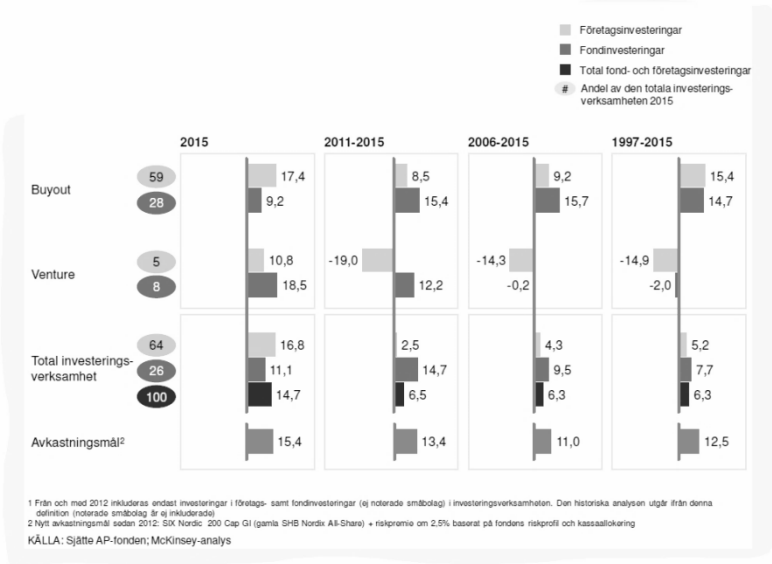 Företagsinvesteringar
Fondinvesteringar
Total fond- och företagsinvesteringar
# Andel av den totala investerings-
verksamheten 2015
2015 2011-2015 2006-2015 1997-2015
Buyout
59 17,4 8,5 9,2 15,4
28 9,2 15,4 15,7 14,7
Venture
5 10,8 -19,0 -14,3 -14,9
8 18,5 12,2 -0,2 -2,0
Total investerings-
verksamhet
64 16,8 2,5 4,3 5,2
26 11,1 14,7 9,5 7,7
100 14,7 6,5 6,3 6,3
Avkastningsmål2 15,4 13,4 11,0 12,5
1 Från och med 2012 inkluderas endast investeringar i företags- samt fondinvesteringar (ej noterade småbolag) i investeringsverksamheten. Den historiska analysen utgår ifrån denna
definition (noterade småbolag är ej inkluderade)
2 Nytt avkastningsmål sedan 2012: SIX Nordic 200 Cap GI (gamla SHB Nordix All-Share) + riskpremie om 2,5% baserat på fondens riskprofil och kassaallokering
KÄLLA: Sjätte AP-fonden; McKinsey-analys